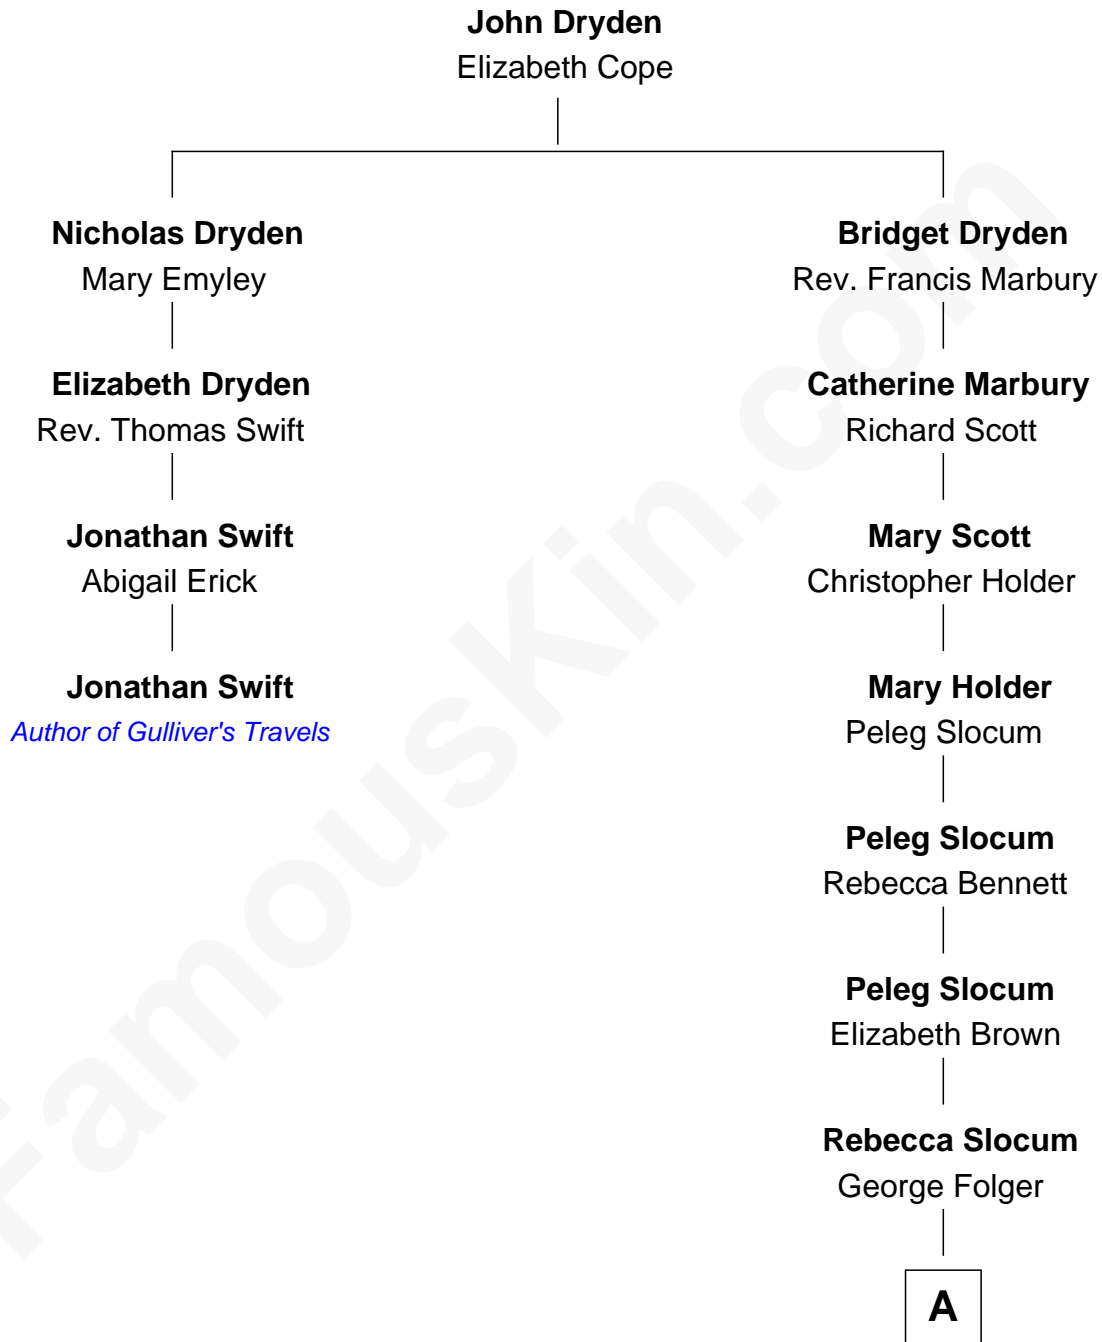 John Dryden
Elizabeth Cope
Nicholas Dryden
Mary Emyley
Bridget Dryden
Rev. Francis Marbury
Elizabeth Dryden
Rev. Thomas Swift
Catherine Marbury
Richard Scott
Jonathan Swift
Abigail Erick
Mary Scott
Christopher Holder
Jonathan Swift
Author of Gulliver's Travels
Mary Holder
Peleg Slocum
Peleg Slocum
Rebecca Bennett
Peleg Slocum
Elizabeth Brown
Rebecca Slocum
George Folger
A
FamousKin.com